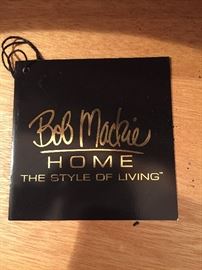 Bob Mackie
HOME
THE STYLE OF LIVING™